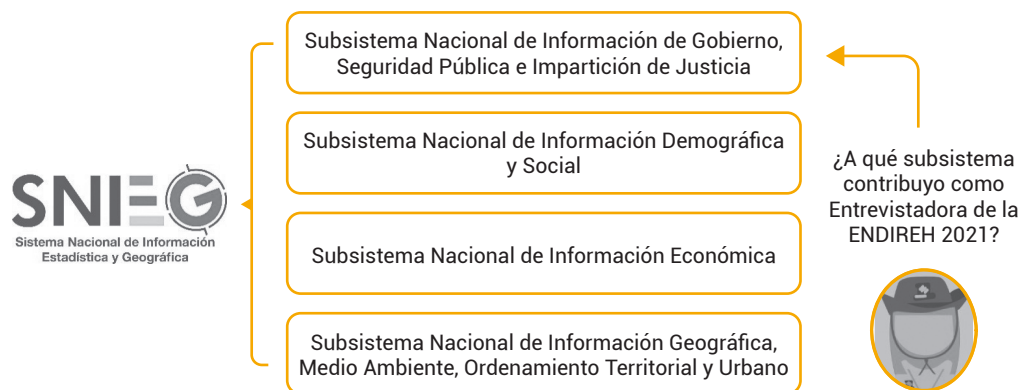 Subsistema Nacional de Información de Gobierno,
Seguridad Pública e Impartición de Justicia
Subsistema Nacional de Información Demográfica
y Social
Subsistema Nacional de Información Económica
Subsistema Nacional de Información Geográfica,
Medio Ambiente, Ordenamiento Territorial y Urbano
SNIEG
Sistema Nacional de Información
Estadística y Geográfica
¿A qué subsistema
contribuyo como
Entrevistadora de la
ENDIREH 2021?